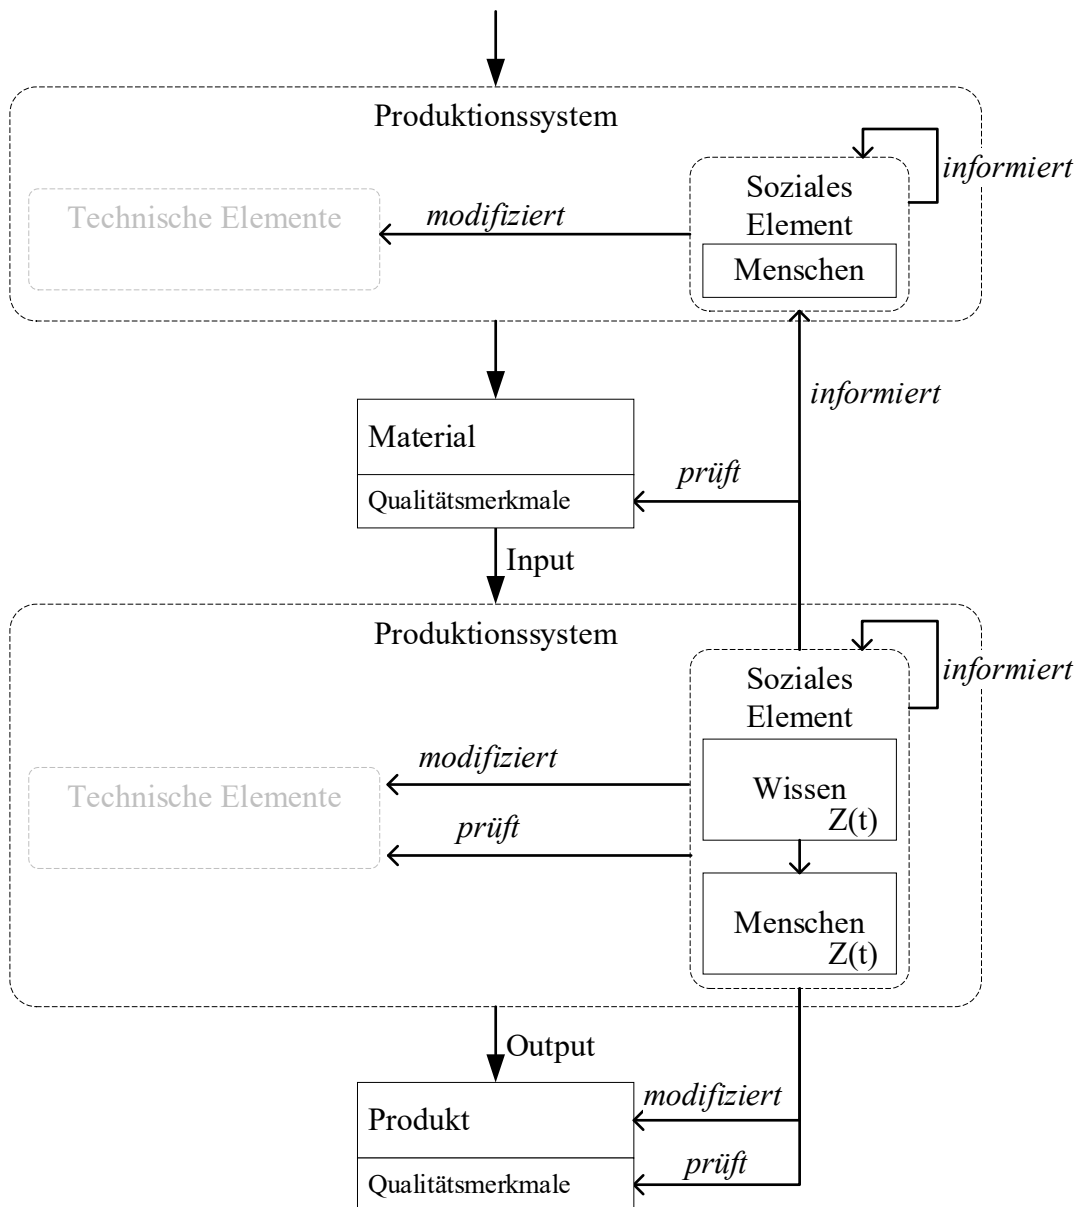 Produktionssystem
informiert
Soziales
Element
Technische Elemente
modifiziert
Menschen
informiert
Material
prüft
Qualitätsmerkmale
Input
Produktionssystem
informiert
Soziales
Element
modifiziert
Wissen
Z(t)
Technische Elemente
prüft
Menschen
Z(t)
Output
modifiziert
Produkt
prüft
Qualitätsmerkmale